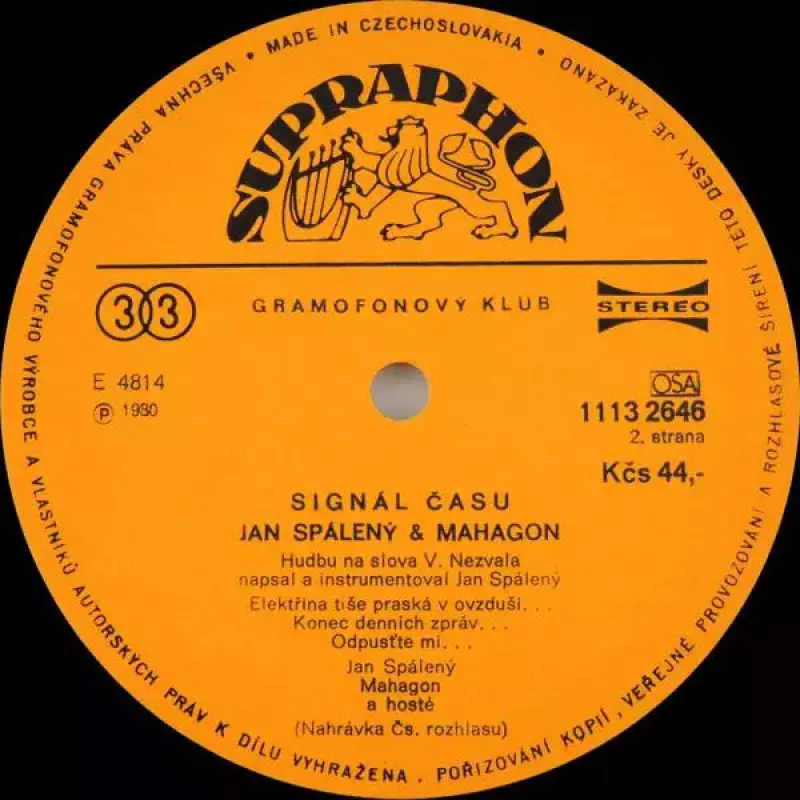 • MADE IN CZECHOSLOVAKIA •
VŠECHNA PRÁVA GRAMOFONOVÉHO VÝROBCE A VLASTNÍKŮ AUTORSKÝCH PRÁV K DÍLU VYHRAŽENA . POŘIZOVÁNÍ KOPIÍ, VEŘEJNÉ PROVOZOVÁNÍ A ROZHLASOVÉ ŠÍŘENÍ TÉTO DESKY JE ZAKÁZÁNO
SUPRAPHON
33
GRAMOFONOVÝ KLUB
STEREO
E 4814
Ⓟ 1980
OSA
1113 2646
2. strana
Kčs 44,-
SIGNÁL ČASU
JAN SPÁLENÝ & MAHAGON
Hudbu na slova V. Nezvala
napsal a instrumentoval Jan Spálený
Elektřina tiše praská v ovzduši. . .
Konec denních zpráv. . .
Odpusťte mi. . .
Jan Spálený
Mahagon
a hosté
(Nahrávka Čs. rozhlasu)